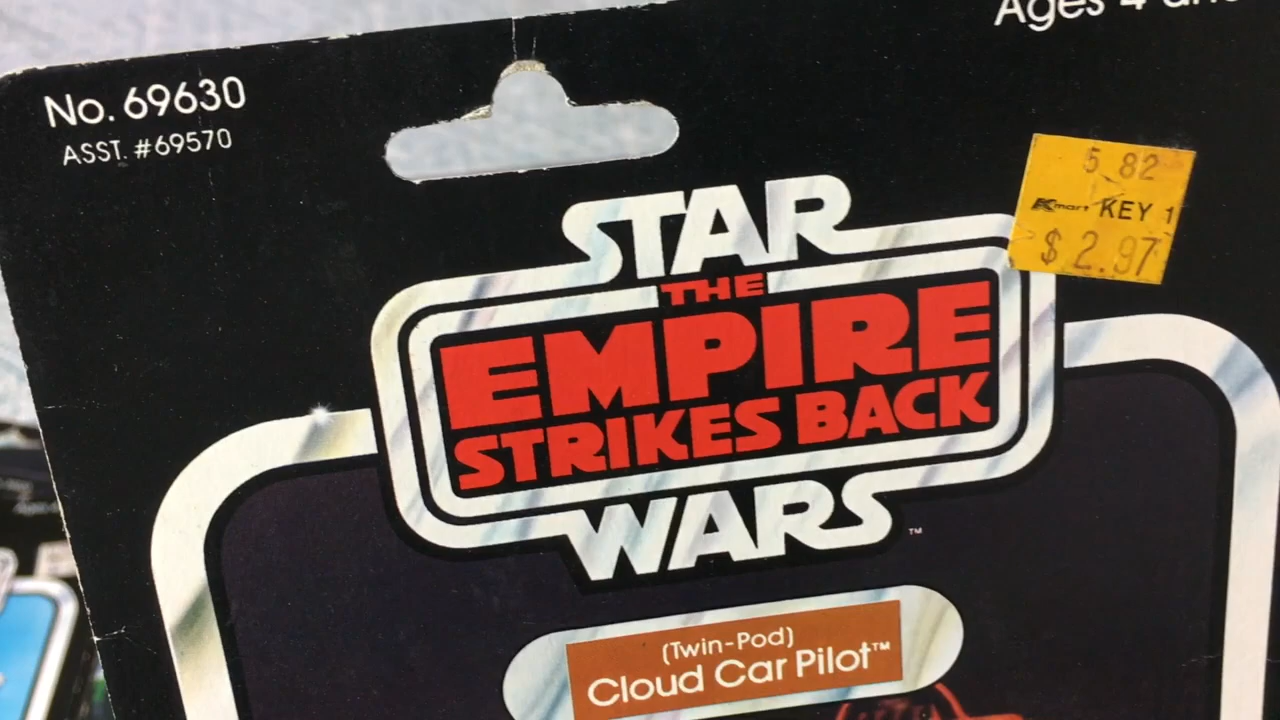 Ages 4 and
No. 69630
ASST. #69570
5 82
Kmart KEY 1
$ 2.97
STAR
THE
EMPIRE
STRIKES BACK
WARS
TM
(Twin-Pod)
Cloud Car Pilot™